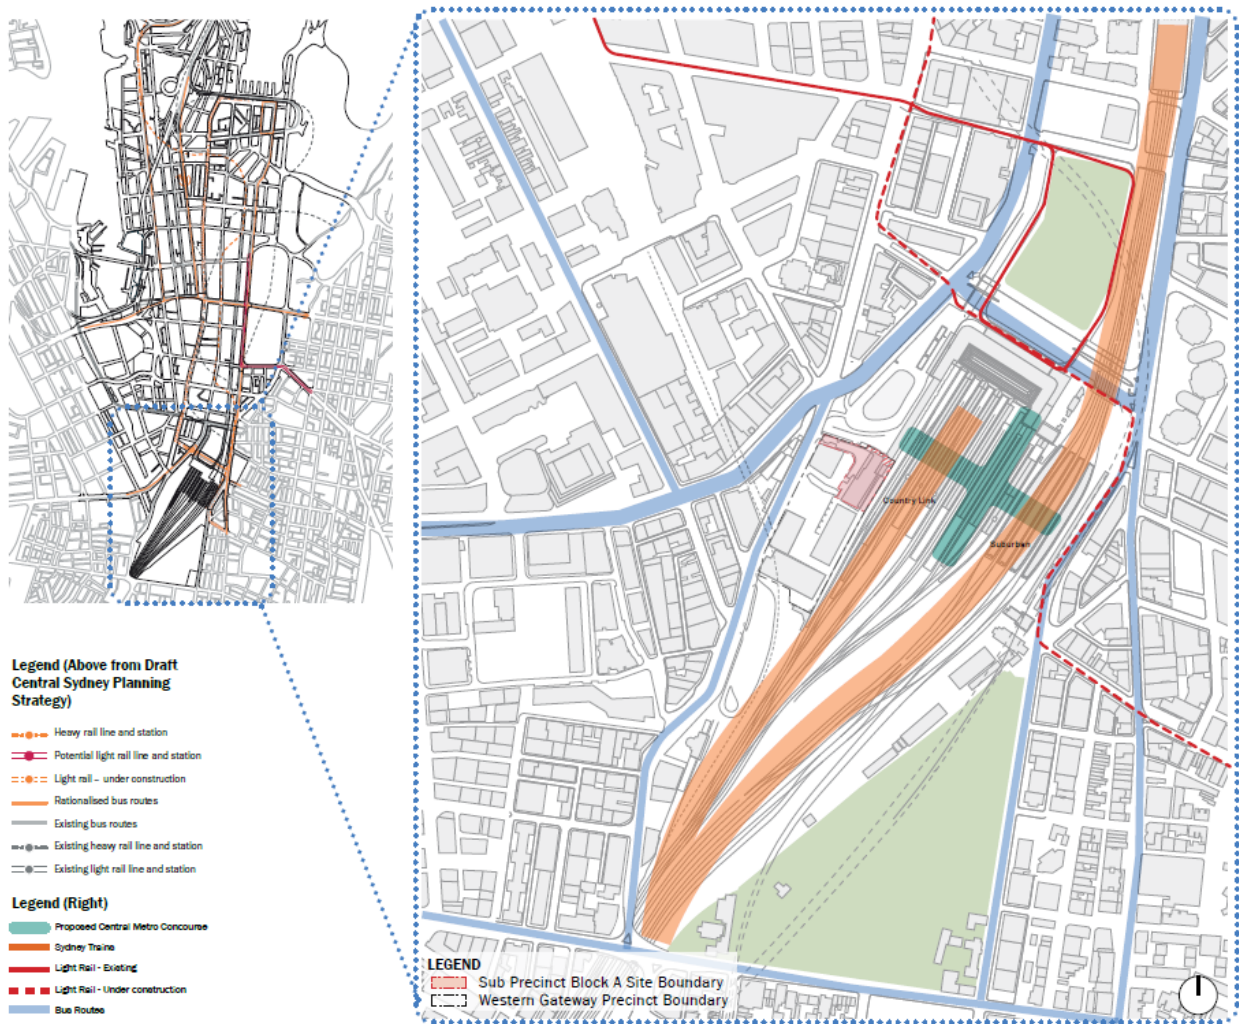 Country Link
Suburban
Legend (Above from Draft
Central Sydney Planning
Strategy)
Heavy rail line and station
Potential light rail line and station
Light rail – under construction
Rationalised bus routes
Existing bus routes
Existing heavy rail line and station
Existing light rail line and station
Legend (Right)
Proposed Central Metro Concourse
Sydney Trains
Light Rail - Existing
Light Rail - Under construction
Bus Routes
LEGEND
Sub Precinct Block A Site Boundary
Western Gateway Precinct Boundary